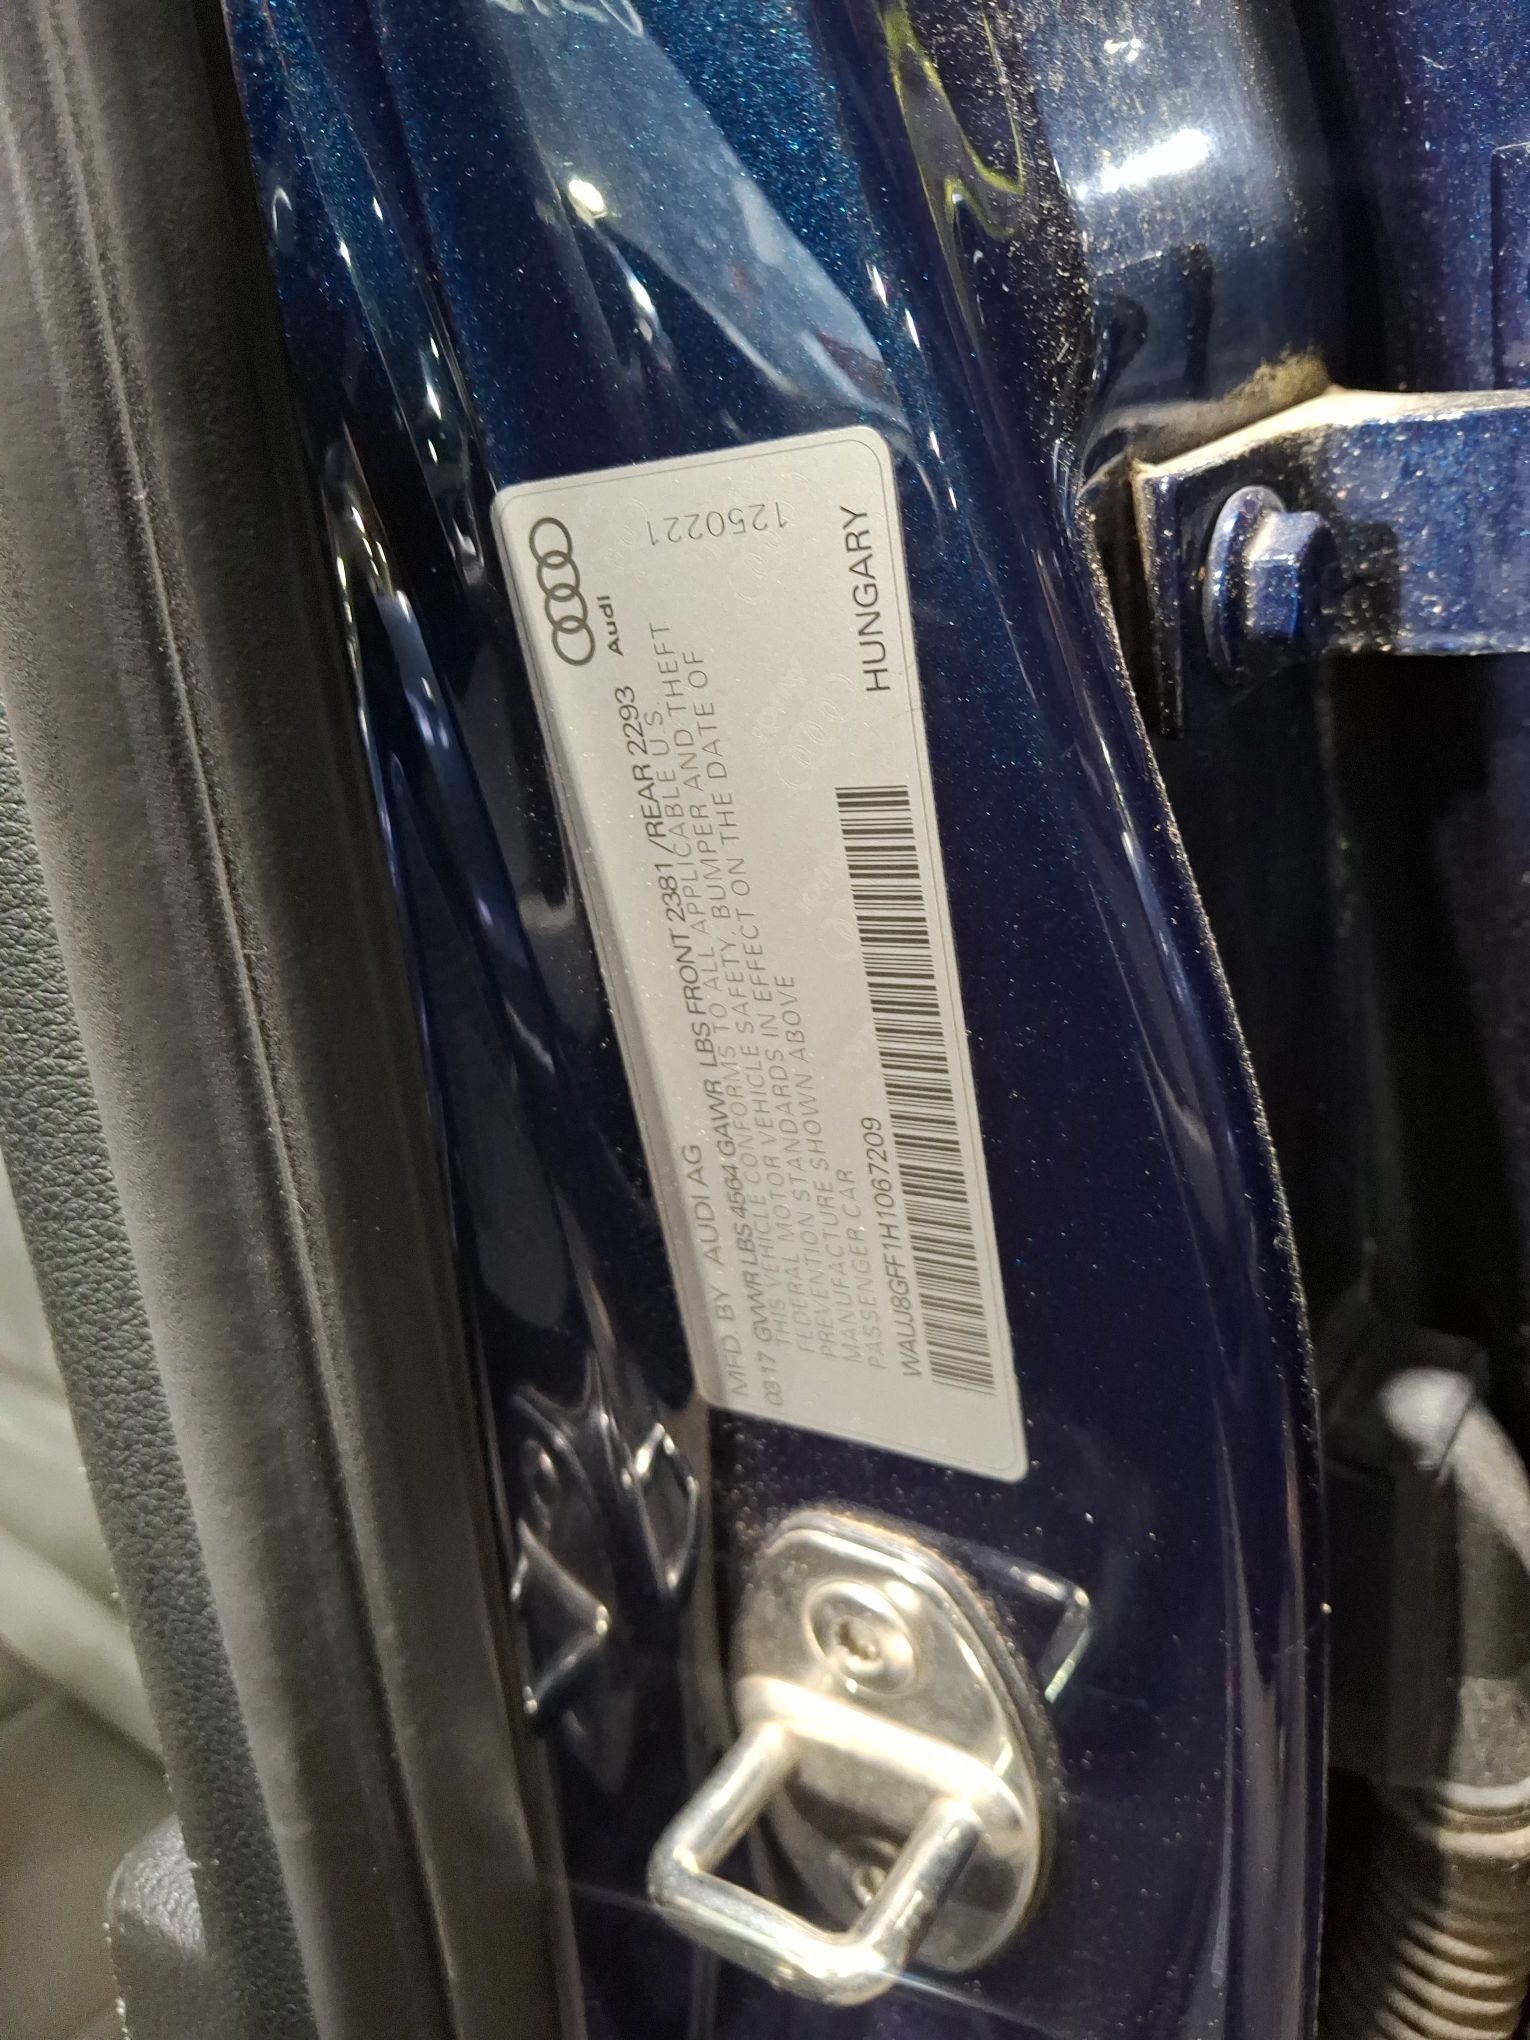 Audi
1250221
MFD BY AUDI AG
0317 GVWR LBS 4564 GAWR LBS FRONT 2381/REAR 2293
THIS VEHICLE CONFORMS TO ALL APPLICABLE U.S.
FEDERAL MOTOR VEHICLE SAFETY, BUMPER AND THEFT
PREVENTION STANDARDS IN EFFECT ON THE DATE OF
MANUFACTURE SHOWN ABOVE
PASSENGER CAR
WAUJ8GFF1H1067209
HUNGARY